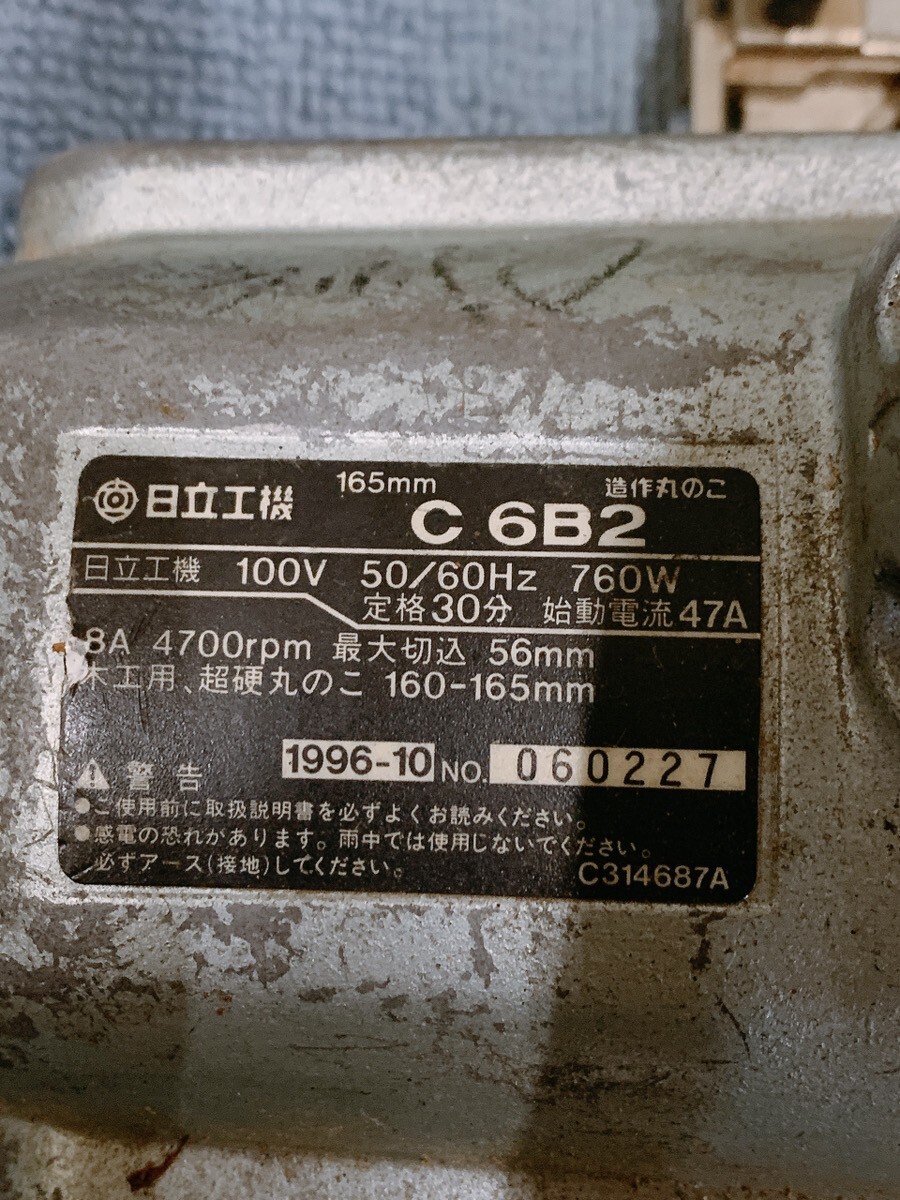 165mm 造作丸のこ
日立工機 C 6B2
日立工機 100V 50/60Hz 760W
定格30分 始動電流 47A
8A 4700rpm 最大切込 56mm
木工用、超硬丸のこ 160-165mm
1996-10 NO. 060227
警告
●ご使用前に取扱説明書を必ずよくお読みください。
●感電の恐れがあります。雨中では使用しないでください。
必ずアース(接地)してください。
C314687A